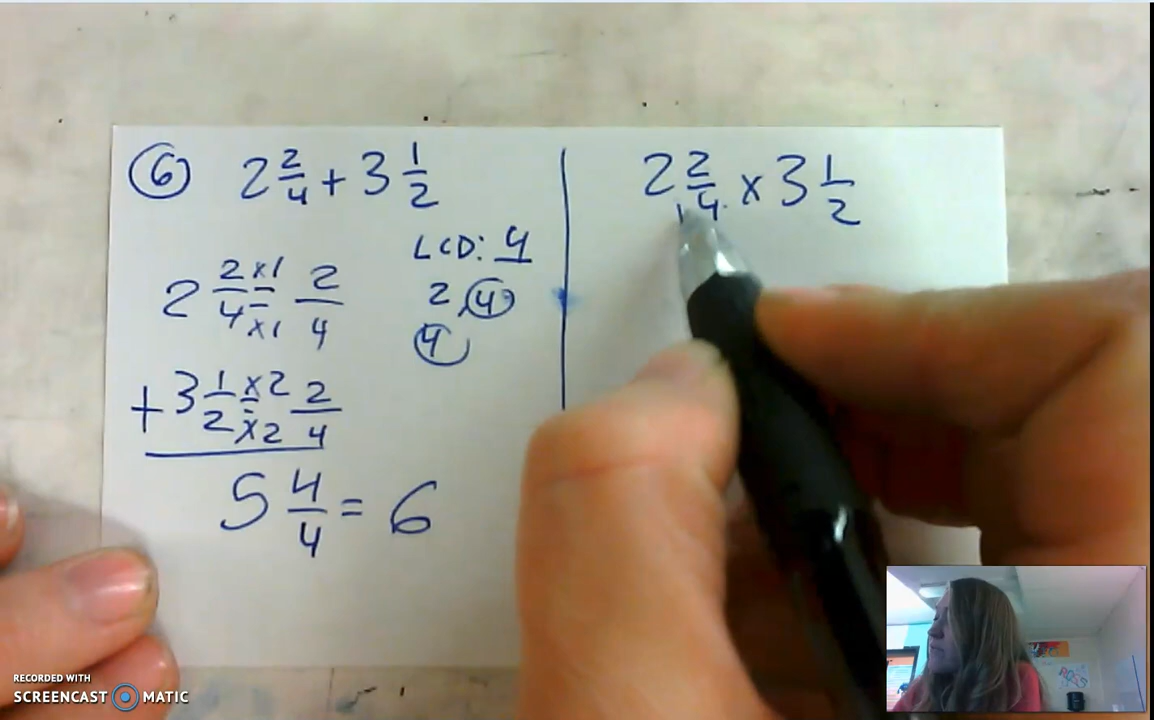 ⑥ 2 2/4 + 3 1/2
LCD: 4
2, 4
4
2 2/4 ×1/×1 = 2/4
+ 3 1/2 ×2/×2 = 2/4
5 4/4 = 6
2 2/4 × 3 1/2
RECORDED WITH
SCREENCAST MATIC